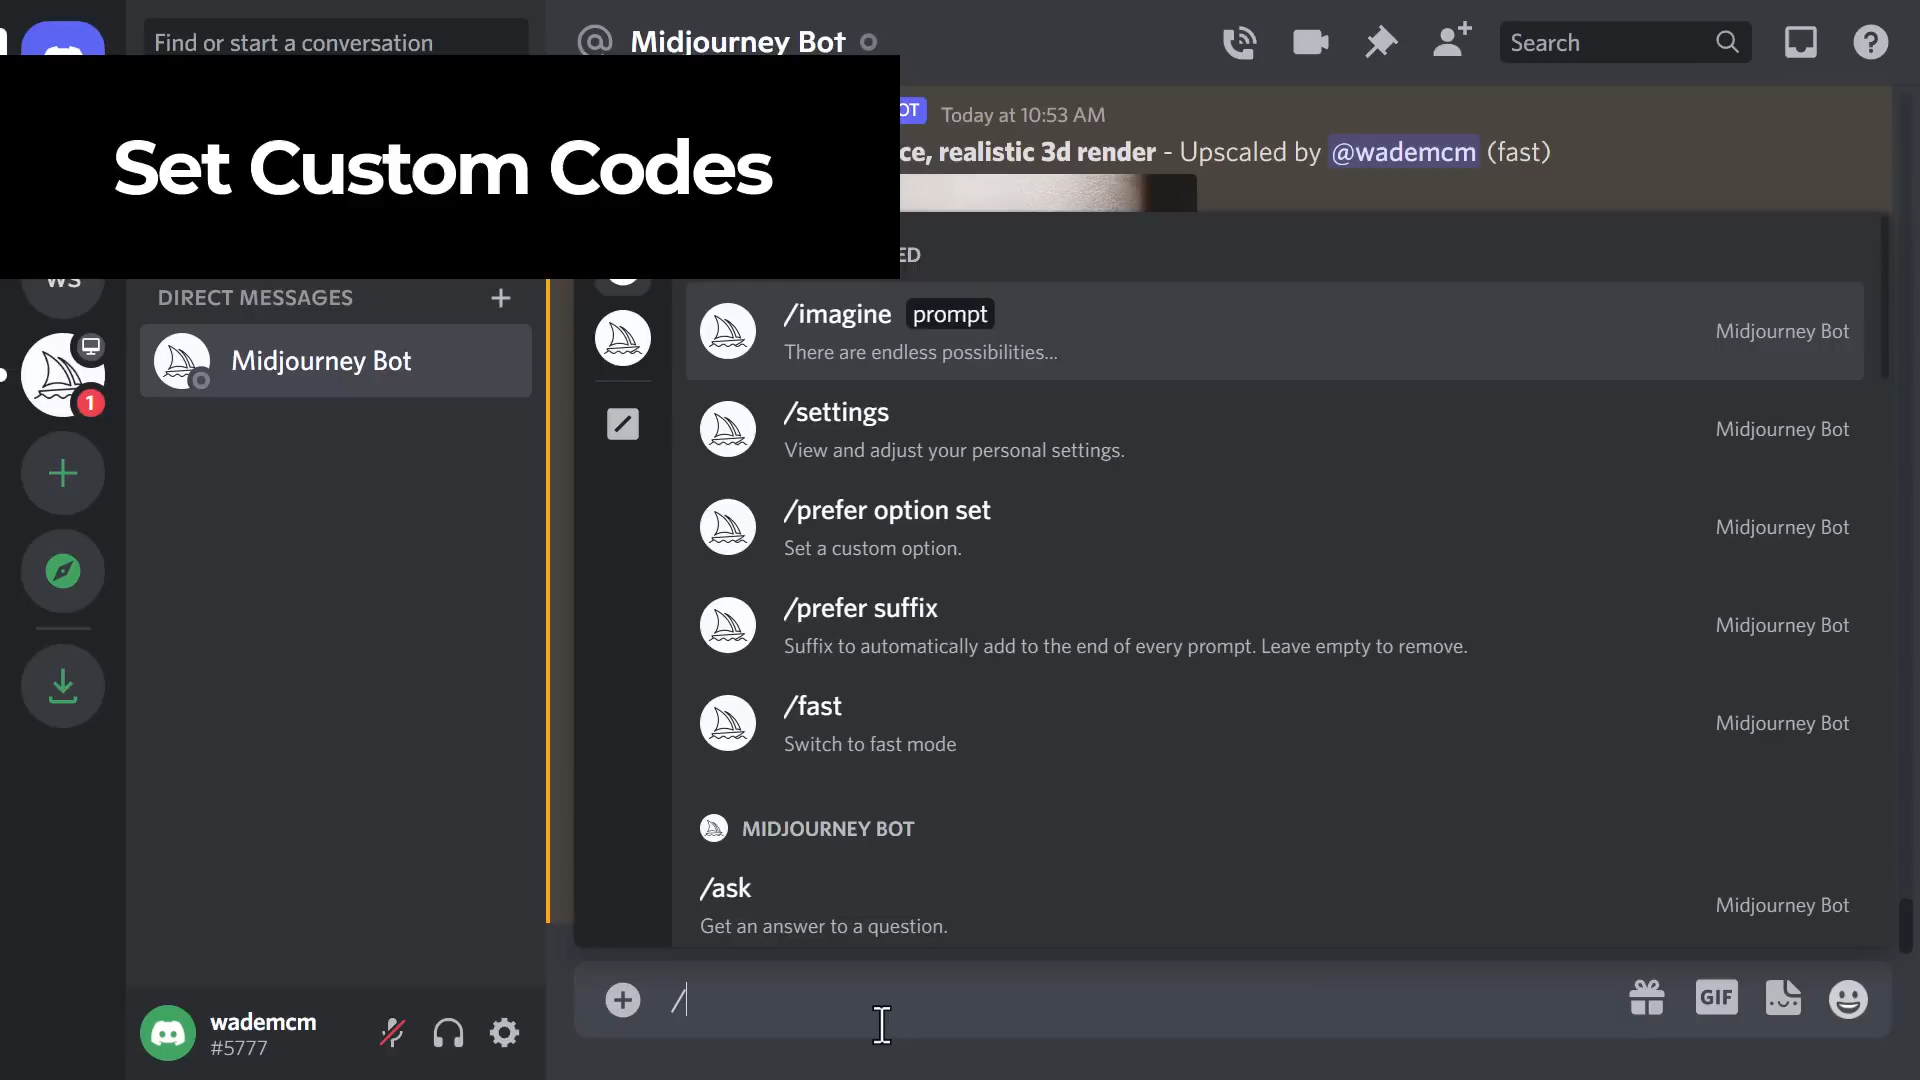 Find or start a conversation
Midjourney Bot
Search
Set Custom Codes
OT Today at 10:53 AM
ce, realistic 3d render - Upscaled by @wademcm (fast)
ED
WS
DIRECT MESSAGES
1
Midjourney Bot
/imagine prompt
There are endless possibilities...
Midjourney Bot
/settings
View and adjust your personal settings.
Midjourney Bot
/prefer option set
Set a custom option.
Midjourney Bot
/prefer suffix
Suffix to automatically add to the end of every prompt. Leave empty to remove.
Midjourney Bot
/fast
Switch to fast mode
Midjourney Bot
MIDJOURNEY BOT
/ask
Get an answer to a question.
Midjourney Bot
/
GIF
wademcm
#5777